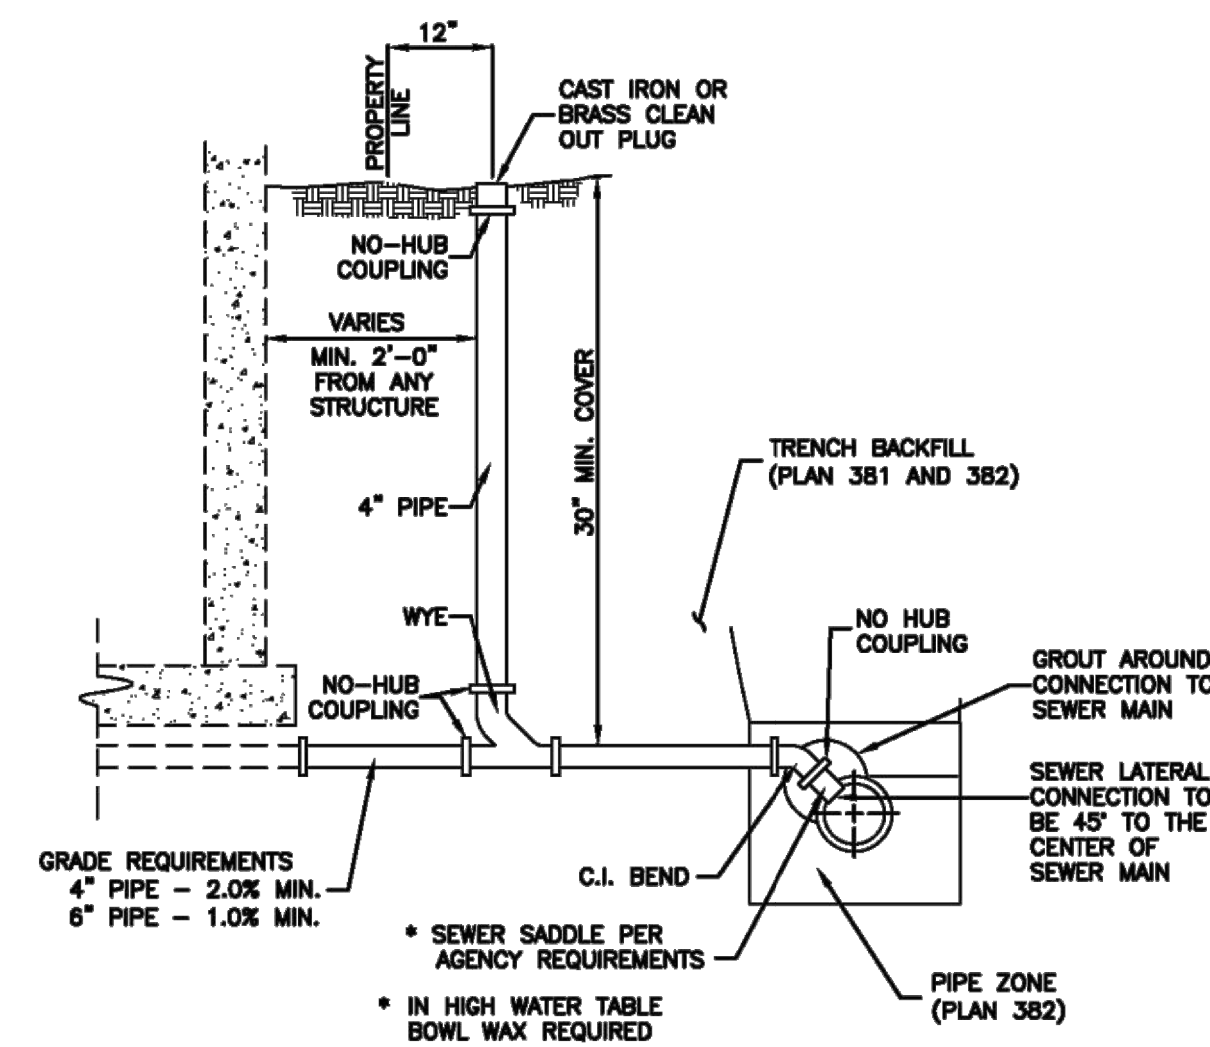 12"
PROPERTY
LINE
CAST IRON OR
BRASS CLEAN
OUT PLUG
NO-HUB
COUPLING
VARIES
MIN. 2'-0"
FROM ANY
STRUCTURE
30" MIN. COVER
4" PIPE
TRENCH BACKFILL
(PLAN 381 AND 382)
WYE
NO HUB
COUPLING
GROUT AROUND
CONNECTION TO
SEWER MAIN
NO-HUB
COUPLING
SEWER LATERAL
CONNECTION TO
BE 45° TO THE
CENTER OF
SEWER MAIN
GRADE REQUIREMENTS
4" PIPE - 2.0% MIN.
6" PIPE - 1.0% MIN.
C.I. BEND
* SEWER SADDLE PER
AGENCY REQUIREMENTS
* IN HIGH WATER TABLE
BOWL WAX REQUIRED
PIPE ZONE
(PLAN 382)